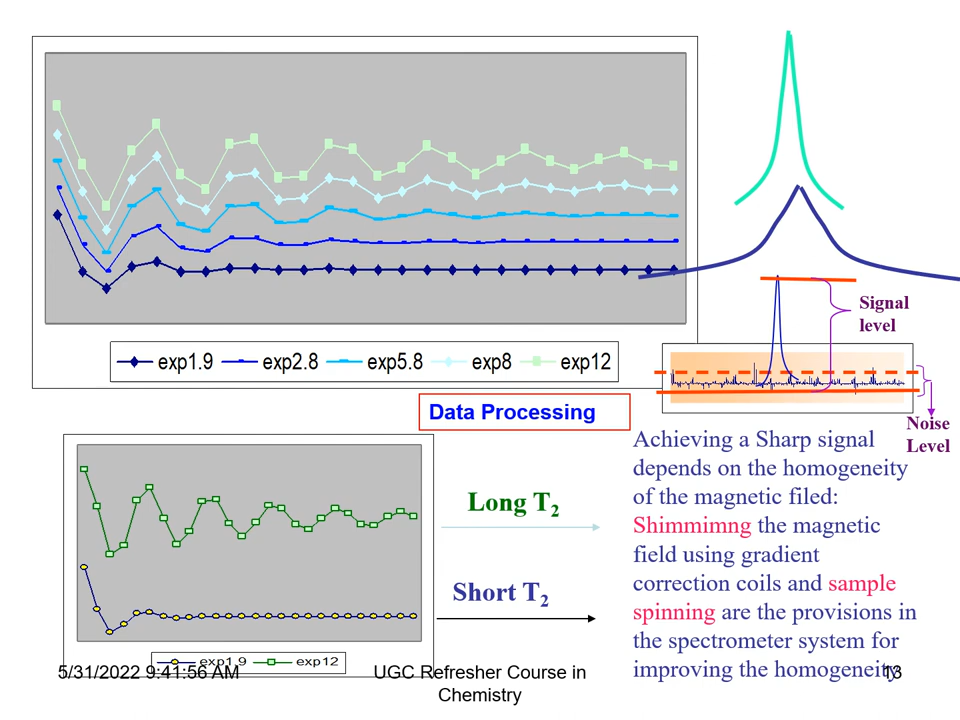 exp1.9 exp2.8 exp5.8 exp8 exp12
Signal
level
Noise
Level
Data Processing
Long T2
Short T2
exp1.9 exp12
Achieving a Sharp signal
depends on the homogeneity
of the magnetic filed:
Shimmimng the magnetic
field using gradient
correction coils and sample
spinning are the provisions in
the spectrometer system for
improving the homogeneity
5/31/2022 9:41:56 AM
UGC Refresher Course in
Chemistry
13